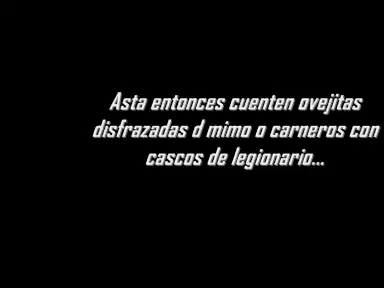 Asta entonces cuenten ovejitas
disfrazadas d mimo o carneros con
cascos de legionario...